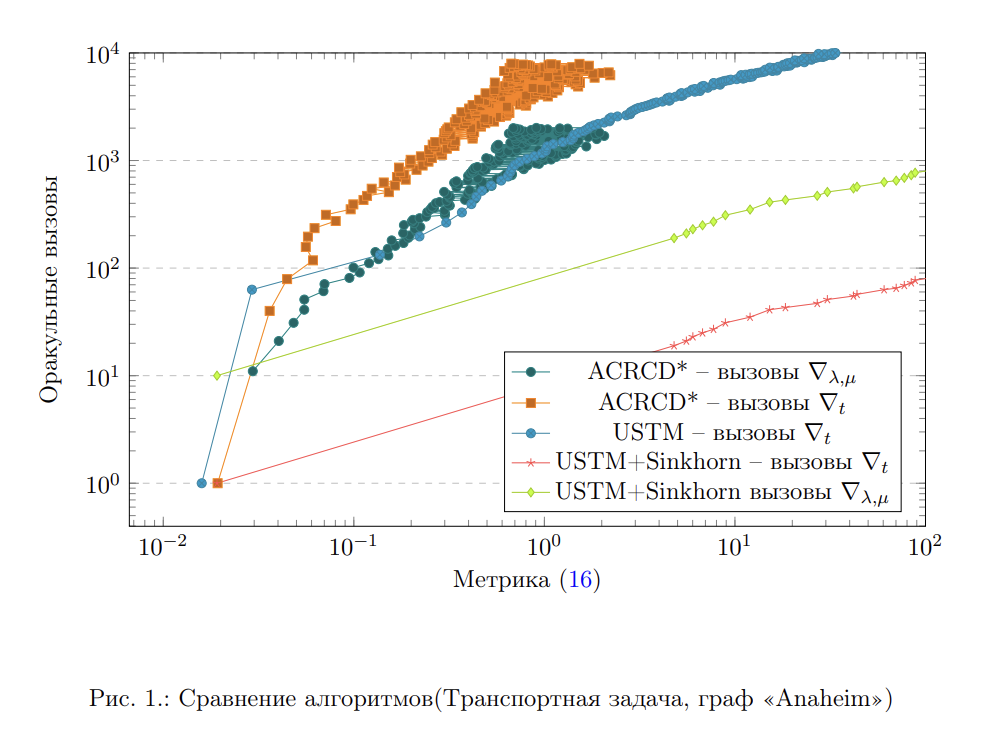 10^4
10^3
10^2
10^1
10^0
Оракульные вызовы
ACRCD* – вызовы ∇_{λ,μ}
ACRCD* – вызовы ∇_t
USTM – вызовы ∇_t
USTM+Sinkhorn – вызовы ∇_t
USTM+Sinkhorn вызовы ∇_{λ,μ}
10^{−2} 10^{−1} 10^0 10^1 10^2
Метрика (16)
Рис. 1.: Сравнение алгоритмов(Транспортная задача, граф «Anaheim»)